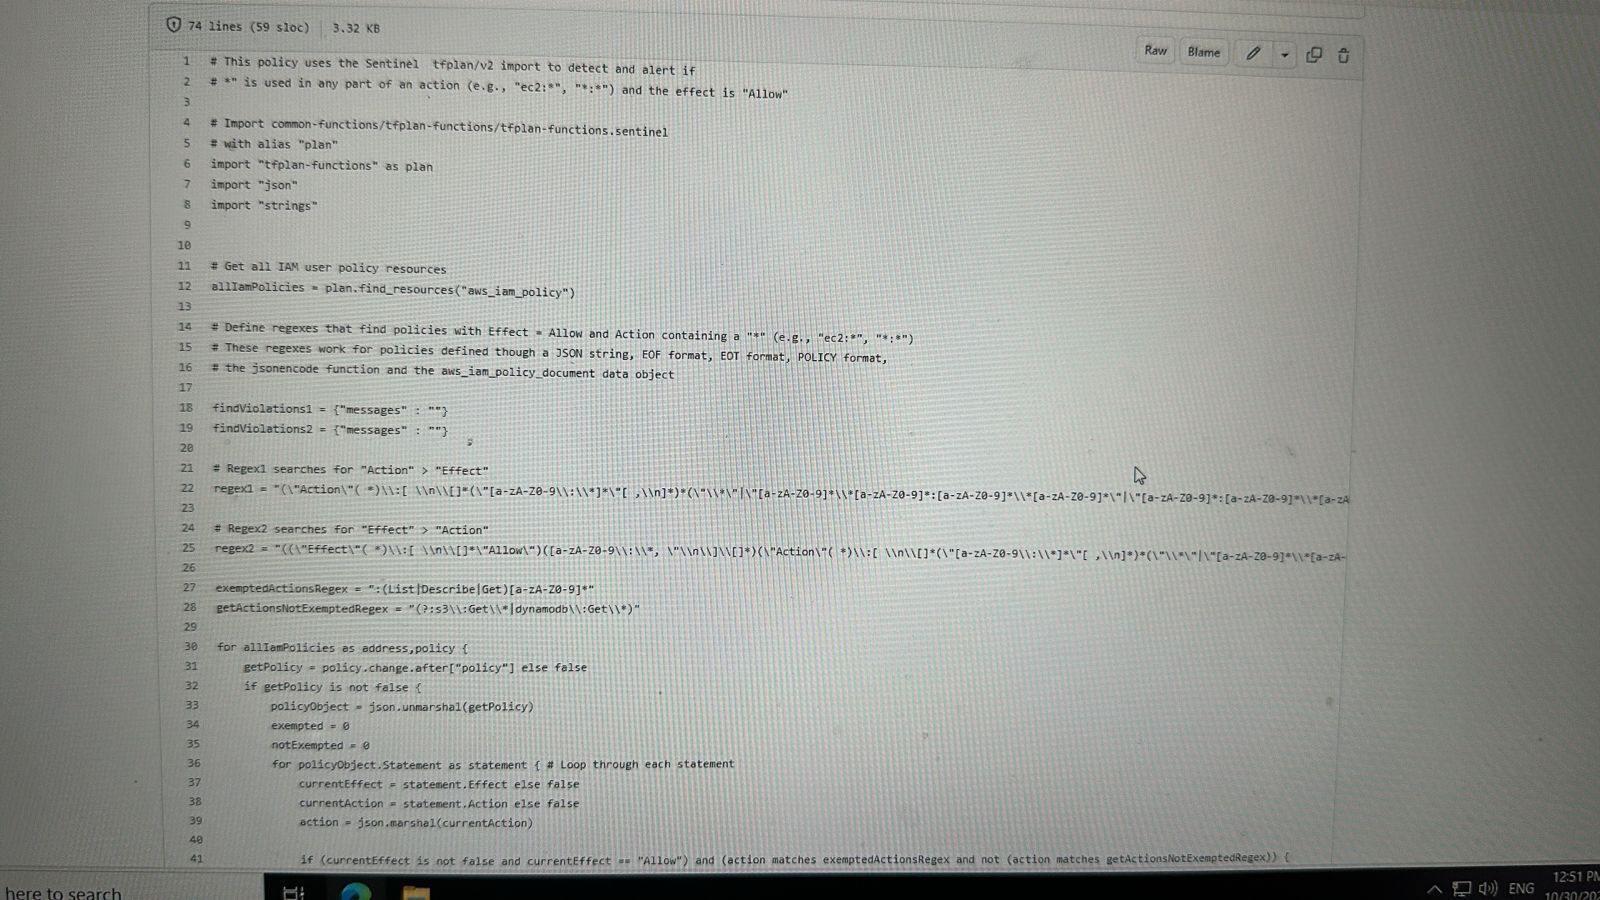 74 lines (59 sloc) 3.32 KB
Raw Blame
1 # This policy uses the Sentinel tfplan/v2 import to detect and alert if
2 # *" is used in any part of an action (e.g., "ec2:*", "*:*") and the effect is "Allow"
3
4 # Import common-functions/tfplan-functions/tfplan-functions.sentinel
5 # with alias "plan"
6 import "tfplan-functions" as plan
7 import "json"
8 import "strings"
9
10
11 # Get all IAM user policy resources
12 allIamPolicies = plan.find_resources("aws_iam_policy")
13
14 # Define regexes that find policies with Effect = Allow and Action containing a "*" (e.g., "ec2:*", "*:*")
15 # These regexes work for policies defined though a JSON string, EOF format, EOT format, POLICY format,
16 # the jsonencode function and the aws_iam_policy_document data object
17
18 findViolations1 = {"messages" : ""}
19 findViolations2 = {"messages" : ""}
20
21 # Regex1 searches for "Action" > "Effect"
22 regex1 = "(\"Action\"( *)\\:[ \\n\\[]*(\"[a-zA-Z0-9\\:\\*]*\"[ ,\\n]*)*(\"\\*\"|\"[a-zA-Z0-9]*\\*[a-zA-Z0-9]*:[a-zA-Z0-9]*\\*[a-zA-Z0-9]*\"|\"[a-zA-Z0-9]*:[a-zA-Z0-9]*\\*[a-zA
23
24 # Regex2 searches for "Effect" > "Action"
25 regex2 = "((\"Effect\"( *)\\:[ \\n\\[]*\"Allow\")([a-zA-Z0-9\\:\\*, \"\\n\\]\\[]*)(\"Action\"( *)\\:[ \\n\\[]*(\"[a-zA-Z0-9\\:\\*]*\"[ ,\\n]*)*(\"\\*\"|\"[a-zA-Z0-9]*\\*[a-zA-
26
27 exemptedActionsRegex = ":(List|Describe|Get)[a-zA-Z0-9]*"
28 getActionsNotExemptedRegex = "(?:s3\\:Get\\*|dynamodb\\:Get\\*)"
29
30 for allIamPolicies as address,policy {
31 getPolicy = policy.change.after["policy"] else false
32 if getPolicy is not false {
33 policyObject = json.unmarshal(getPolicy)
34 exempted = 0
35 notExempted = 0
36 for policyObject.Statement as statement { # Loop through each statement
37 currentEffect = statement.Effect else false
38 currentAction = statement.Action else false
39 action = json.marshal(currentAction)
40
41 if (currentEffect is not false and currentEffect == "Allow") and (action matches exemptedActionsRegex and not (action matches getActionsNotExemptedRegex)) {
here to search
ENG
12:51 PM
10/30/20